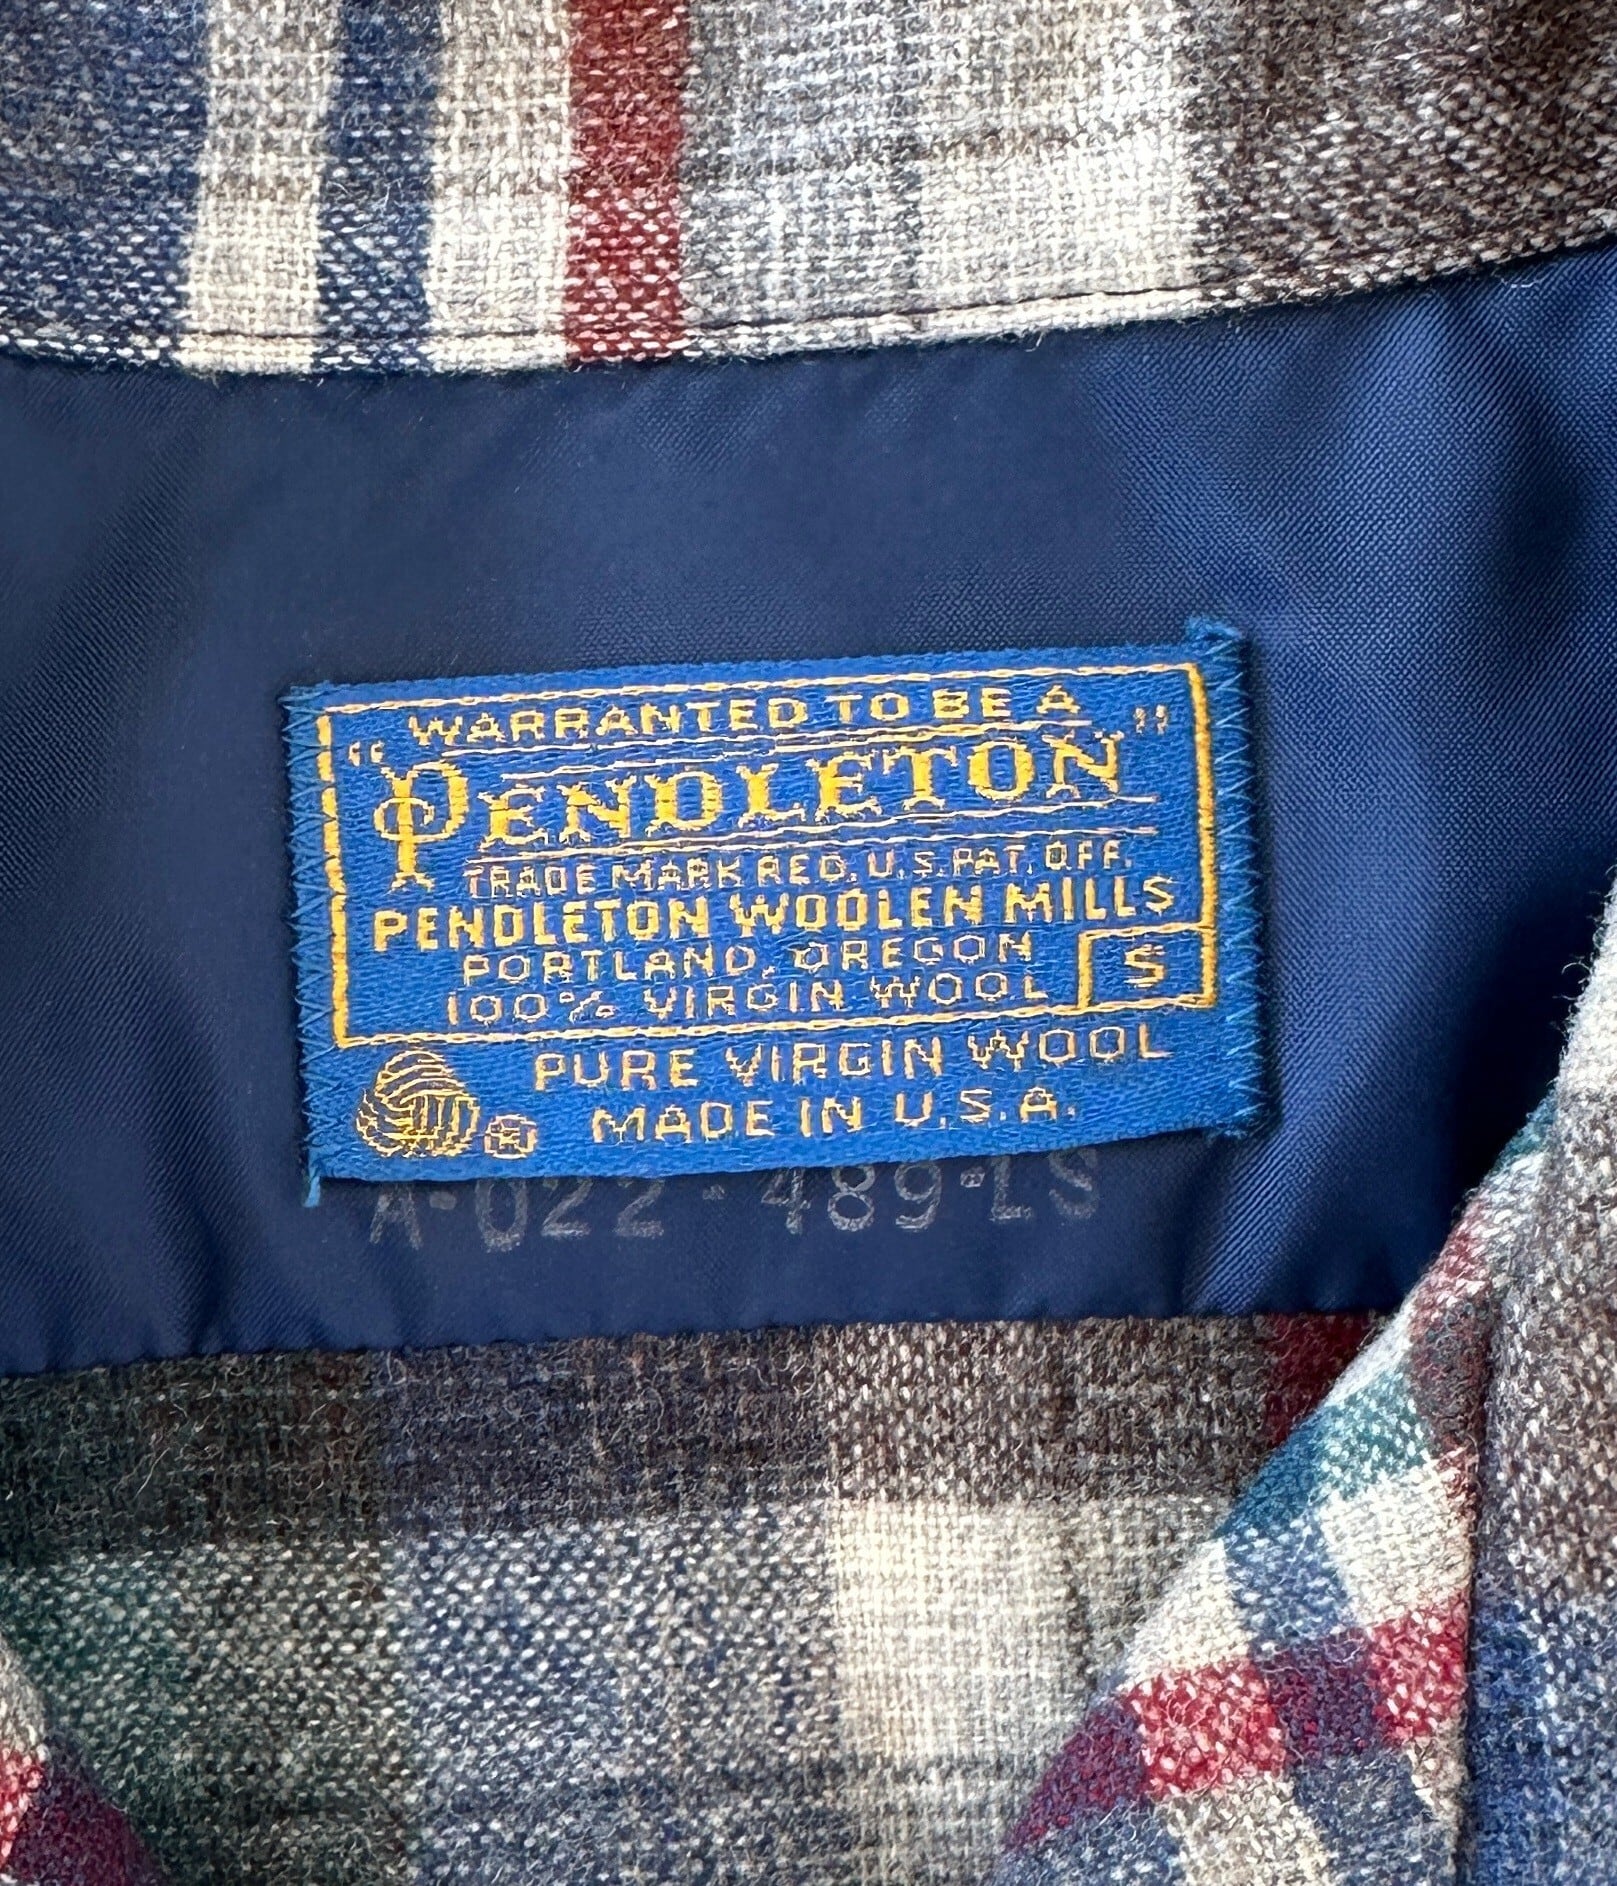 WARRANTED TO BE A
"PENDLETON"
TRADE MARK REG. U.S. PAT. OFF.
PENDLETON WOOLEN MILLS
PORTLAND, OREGON
100% VIRGIN WOOL
S
PURE VIRGIN WOOL
®
MADE IN U.S.A.
A-022-489-LS